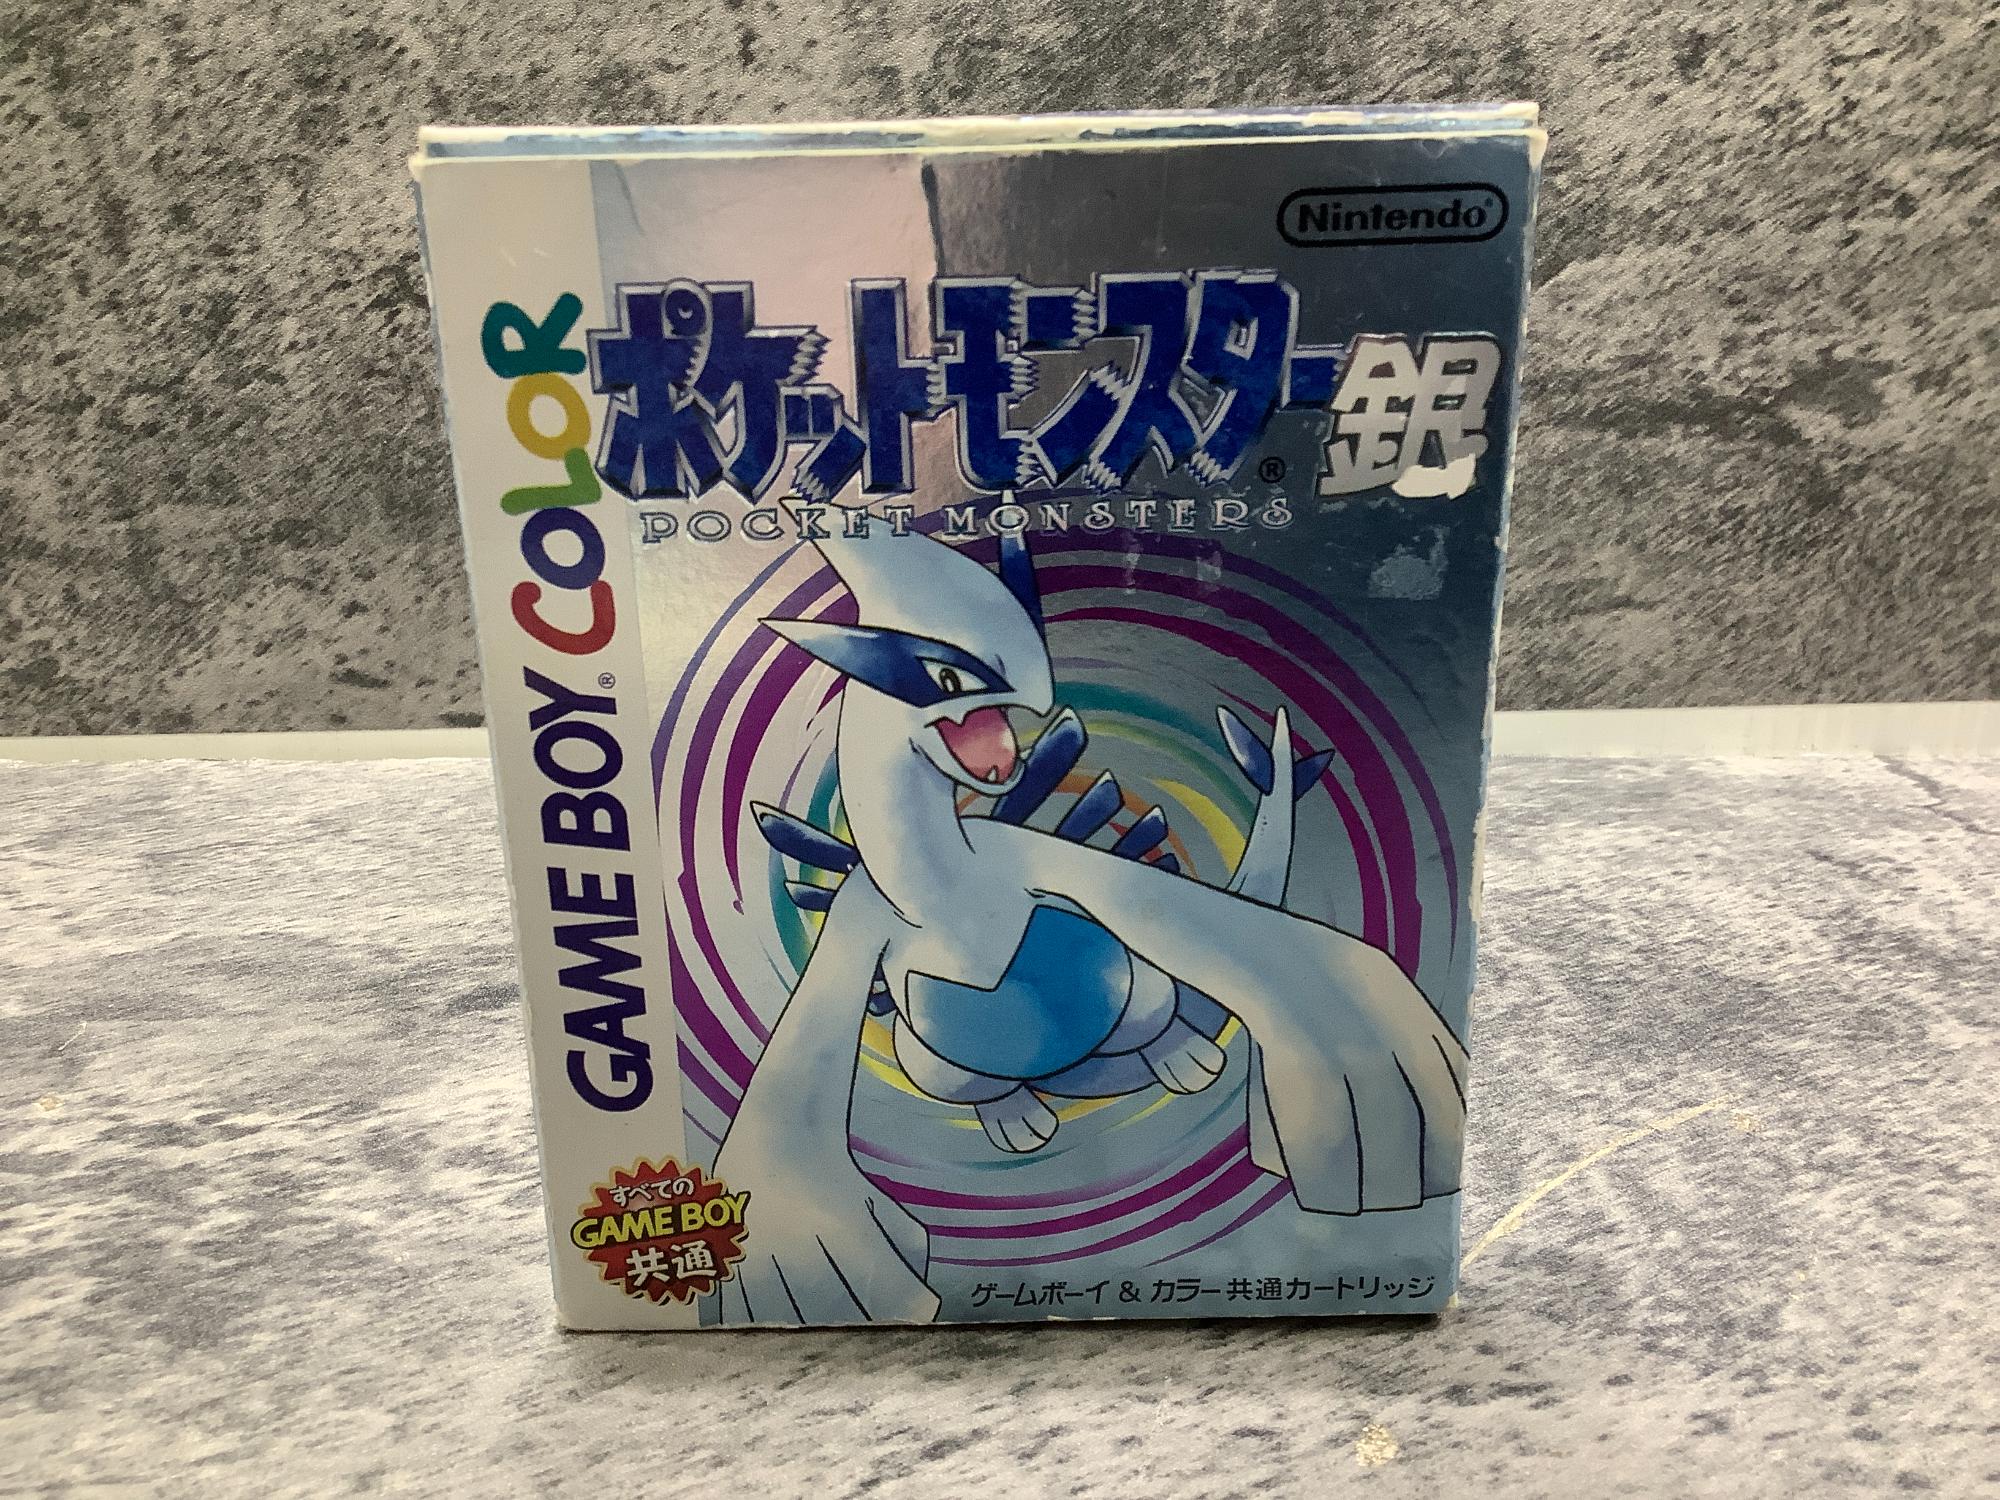 Nintendo®
ポケットモンスター銀
®
POCKET MONSTERS
GAME BOY® COLOR
すべての
GAME BOY
共通
ゲームボーイ & カラー共通カートリッジ